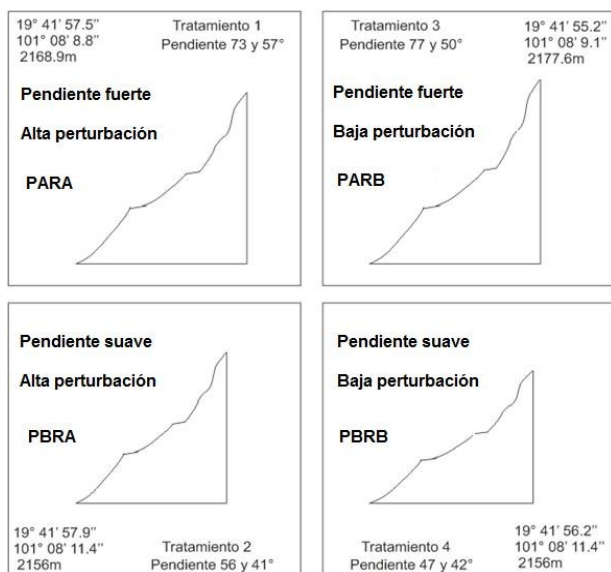 19° 41’ 57.5’’
101° 08’ 8.8’’
2168.9m
Tratamiento 1
Pendiente 73 y 57°
Pendiente fuerte
Alta perturbación
PARA
Tratamiento 3
Pendiente 77 y 50°
19° 41’ 55.2’’
101° 08’ 9.1’’
2177.6m
Pendiente fuerte
Baja perturbación
PARB
Pendiente suave
Alta perturbación
PBRA
19° 41’ 57.9’’
101° 08’ 11.4’’
2156m
Tratamiento 2
Pendiente 56 y 41°
Pendiente suave
Baja perturbación
PBRB
Tratamiento 4
Pendiente 47 y 42°
19° 41’ 56.2’’
101° 08’ 11.4’’
2156m